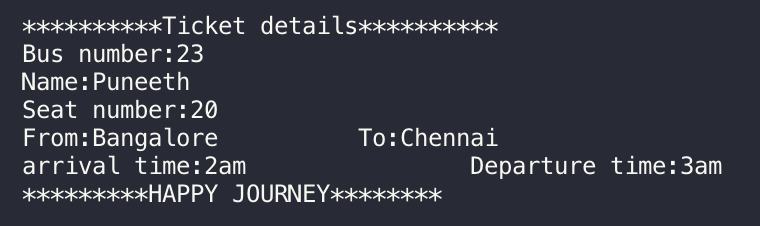 **********Ticket details**********
Bus number:23
Name:Puneeth
Seat number:20
From:Bangalore          To:Chennai
arrival time:2am                Departure time:3am
*********HAPPY JOURNEY********